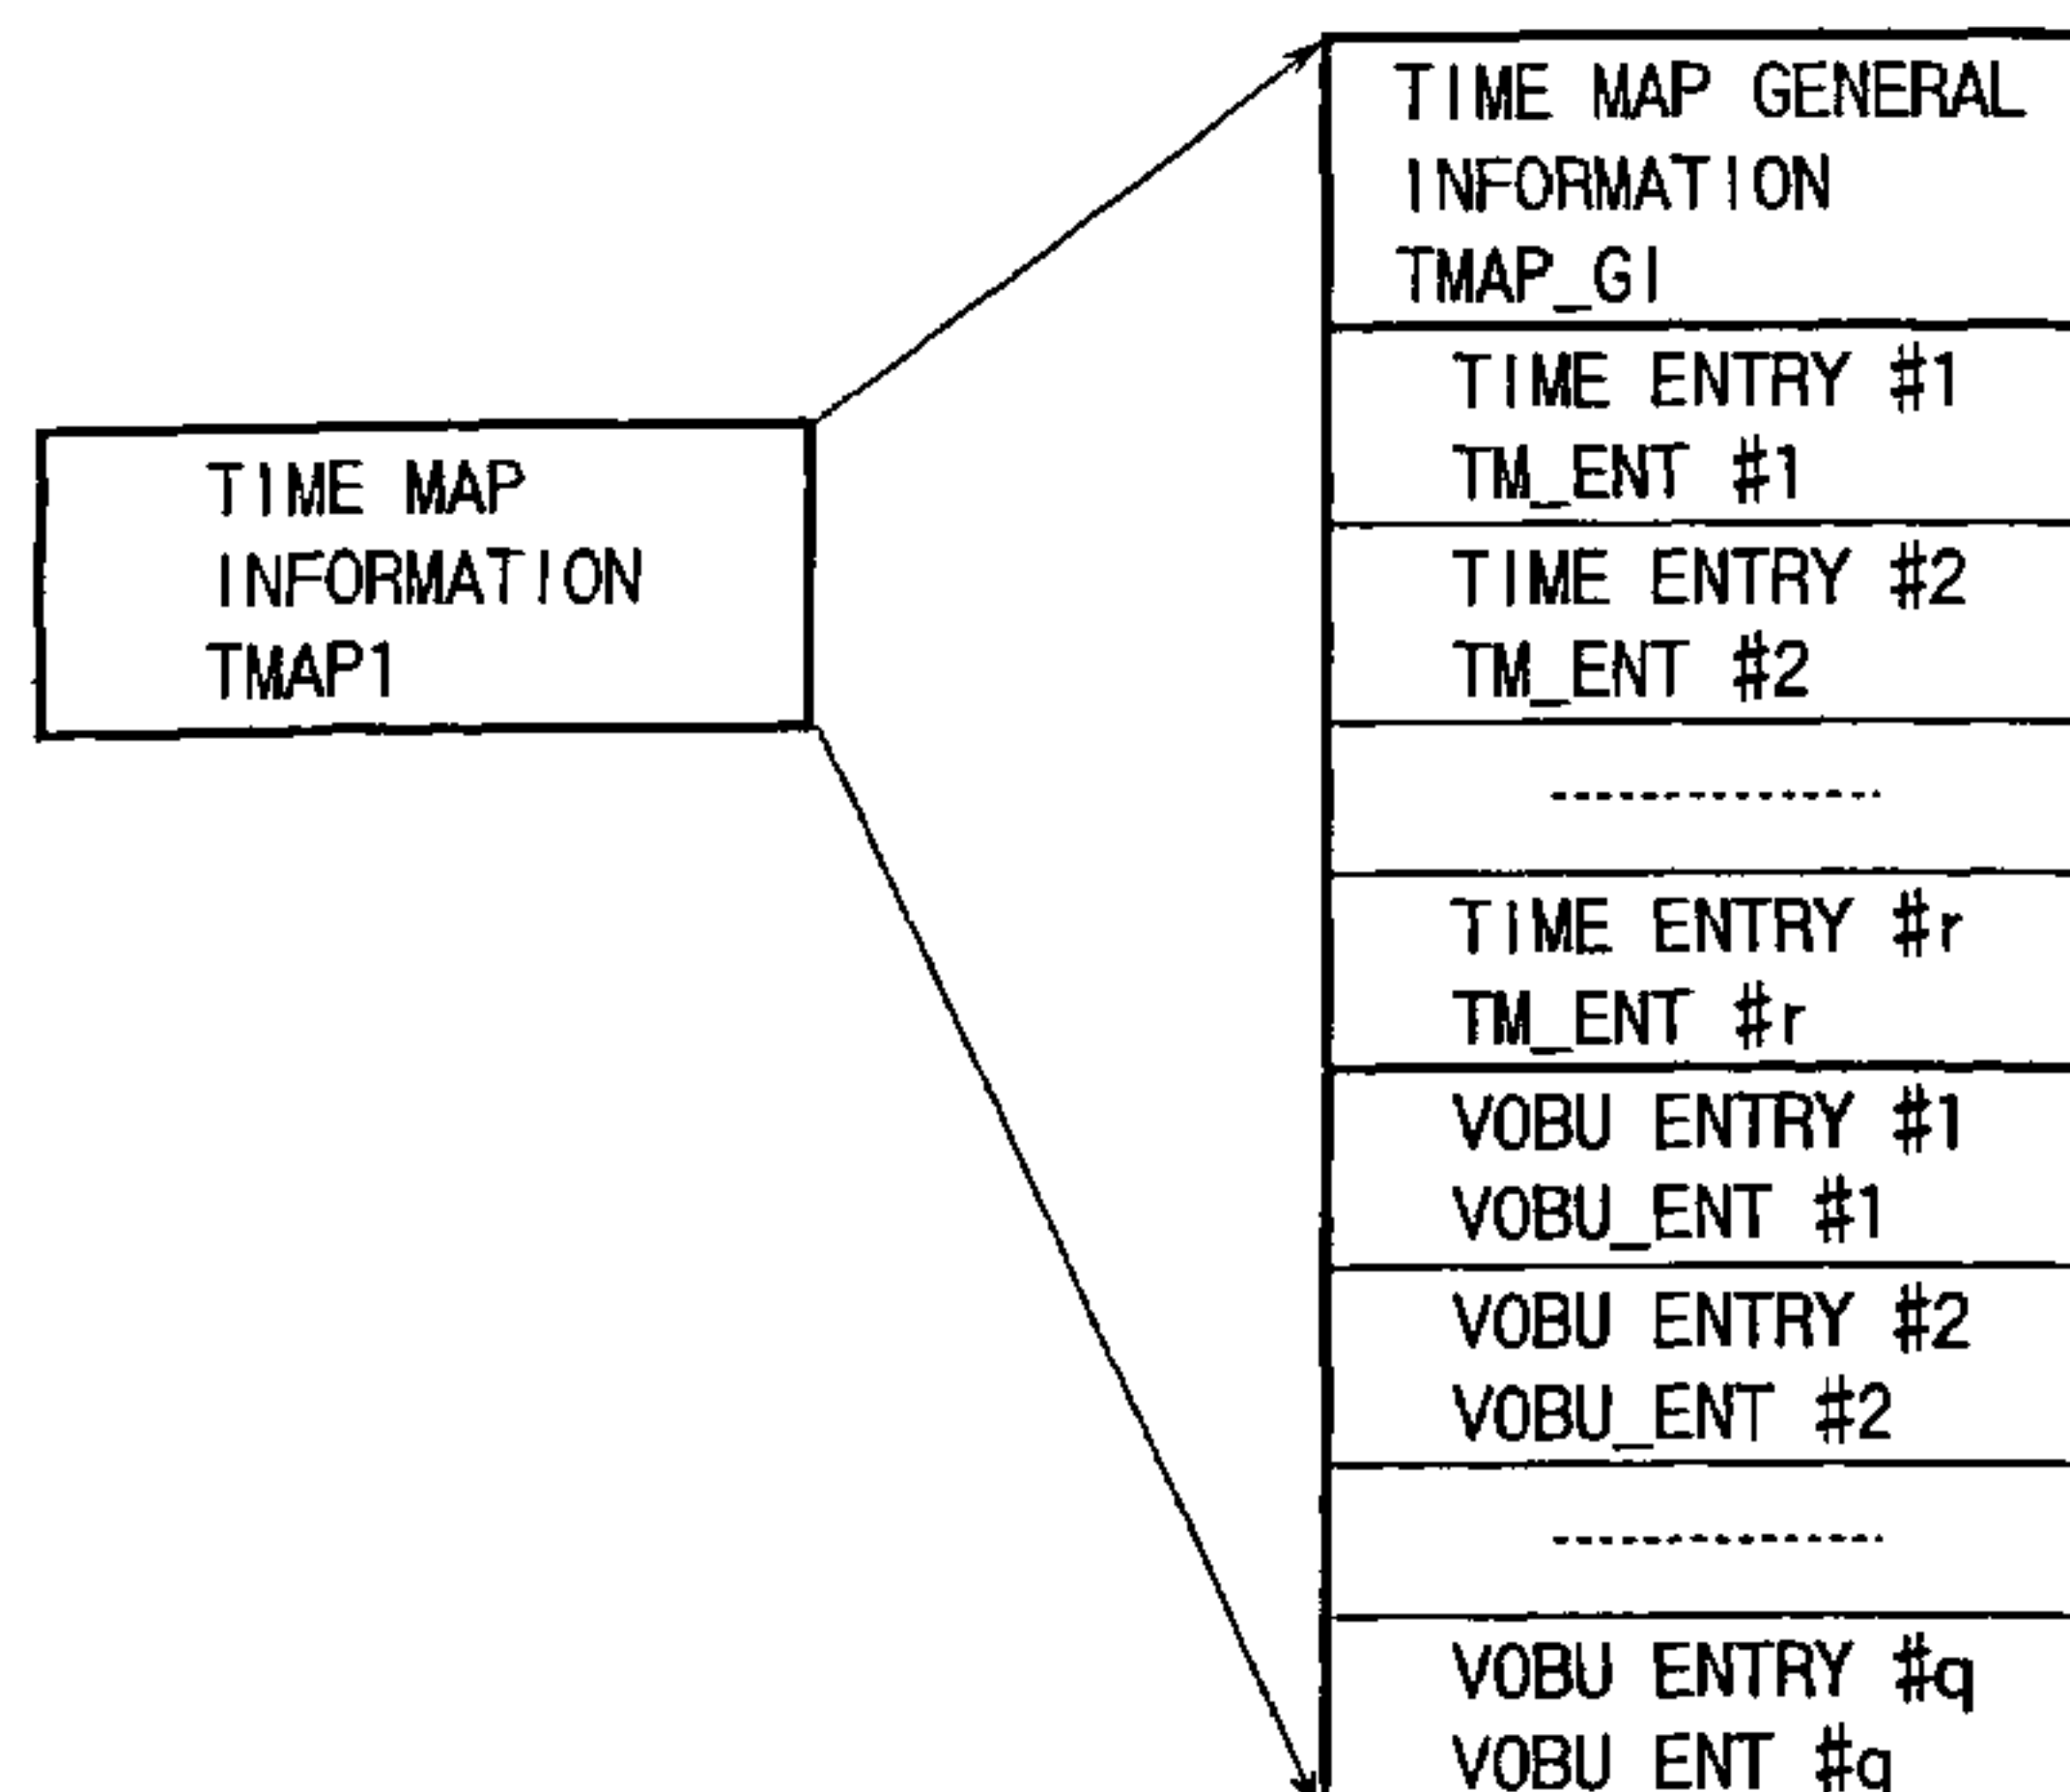 TIME MAP
INFORMATION
TMAP1
TIME MAP GENERAL
INFORMATION
TMAP_GI
TIME ENTRY #1
TM_ENT #1
TIME ENTRY #2
TM_ENT #2
TIME ENTRY #r
TM_ENT #r
VOBU ENTRY #1
VOBU_ENT #1
VOBU ENTRY #2
VOBU_ENT #2
VOBU ENTRY #q
VOBU ENT #q